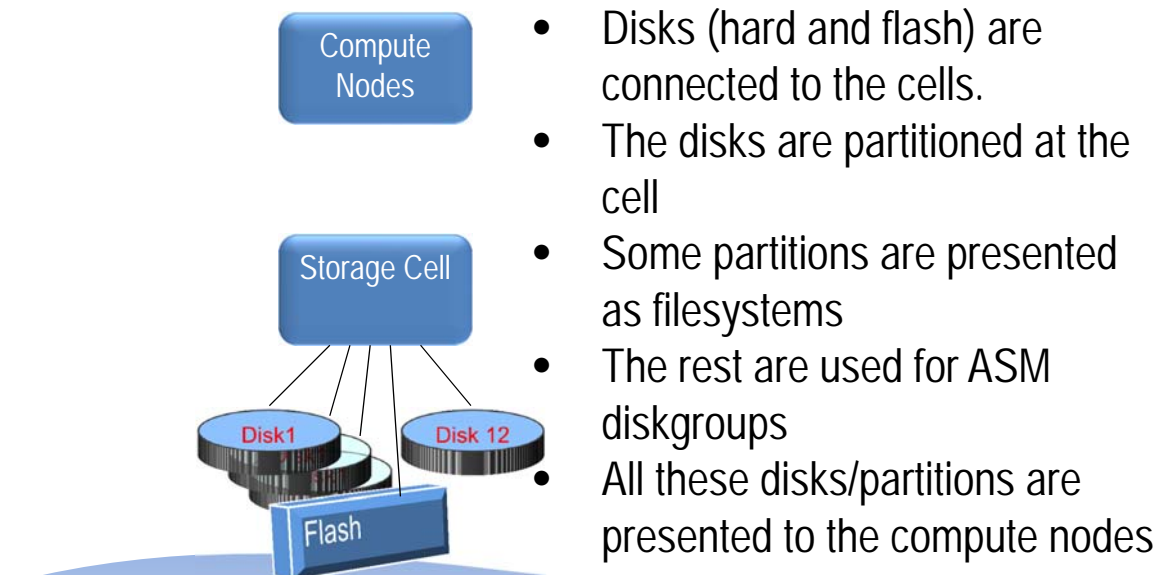 Compute
Nodes
Storage Cell
Disk1
Disk 12
Flash
• Disks (hard and flash) are
connected to the cells.
• The disks are partitioned at the
cell
• Some partitions are presented
as filesystems
• The rest are used for ASM
diskgroups
• All these disks/partitions are
presented to the compute nodes